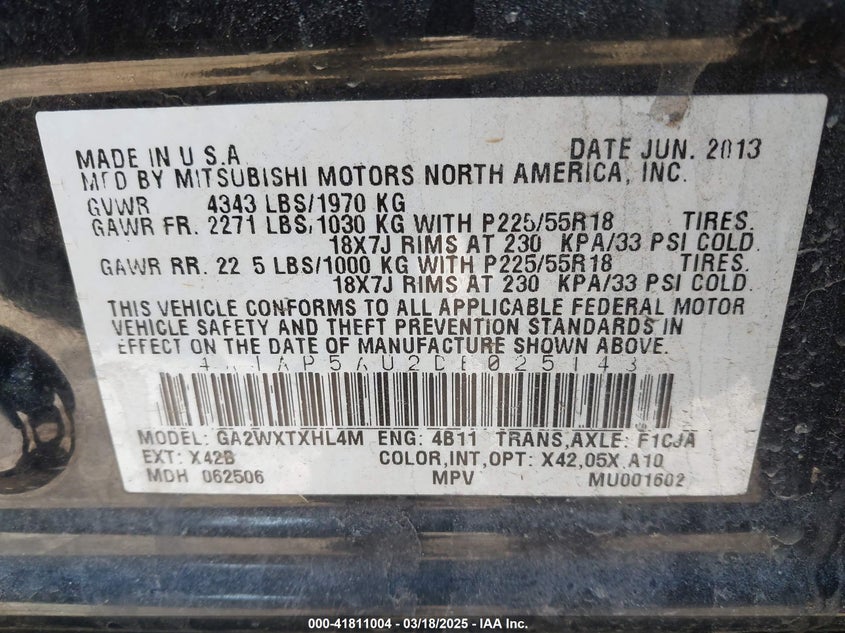 MADE IN U S.A DATE JUN. 2013
MFD BY MITSUBISHI MOTORS NORTH AMERICA, INC.
GVWR 4343 LBS/1970 KG
GAWR FR. 2271 LBS, 1030 KG WITH P225/55R18 TIRES.
18X7J RIMS AT 230 KPA/33 PSI COLD.
GAWR RR. 22 5 LBS/1000 KG WITH P225/55R18 TIRES.
18X7J RIMS AT 230 KPA/33 PSI COLD.
THIS VEHICLE CONFORMS TO ALL APPLICABLE FEDERAL MOTOR
VEHICLE SAFETY AND THEFT PREVENTION STANDARDS IN
EFFECT ON THE DATE OF MANUFACTURE SHOWN ABOVE.
MODEL: GA2WXTXHL4M ENG: 4B11 TRANS,AXLE: F1CJA
EXT: X42B COLOR,INT,OPT: X42,05X A10
MDH 062506 MPV MU001602
000-41811004 — 03/18/2025 — IAA Inc.